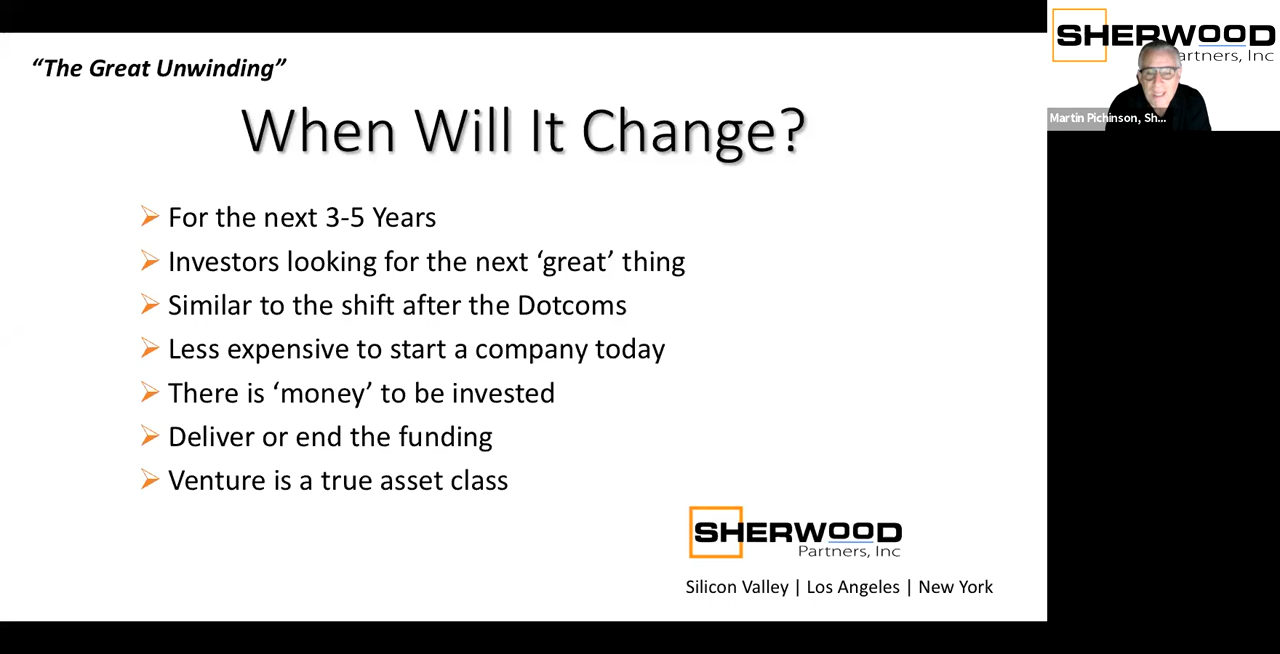 “The Great Unwinding”
When Will It Change?
For the next 3-5 Years
Investors looking for the next ‘great’ thing
Similar to the shift after the Dotcoms
Less expensive to start a company today
There is ‘money’ to be invested
Deliver or end the funding
Venture is a true asset class
SHERWOOD
Partners, Inc
Silicon Valley | Los Angeles | New York
SHERWOOD
artners, Inc
Martin Pichinson, Sh...